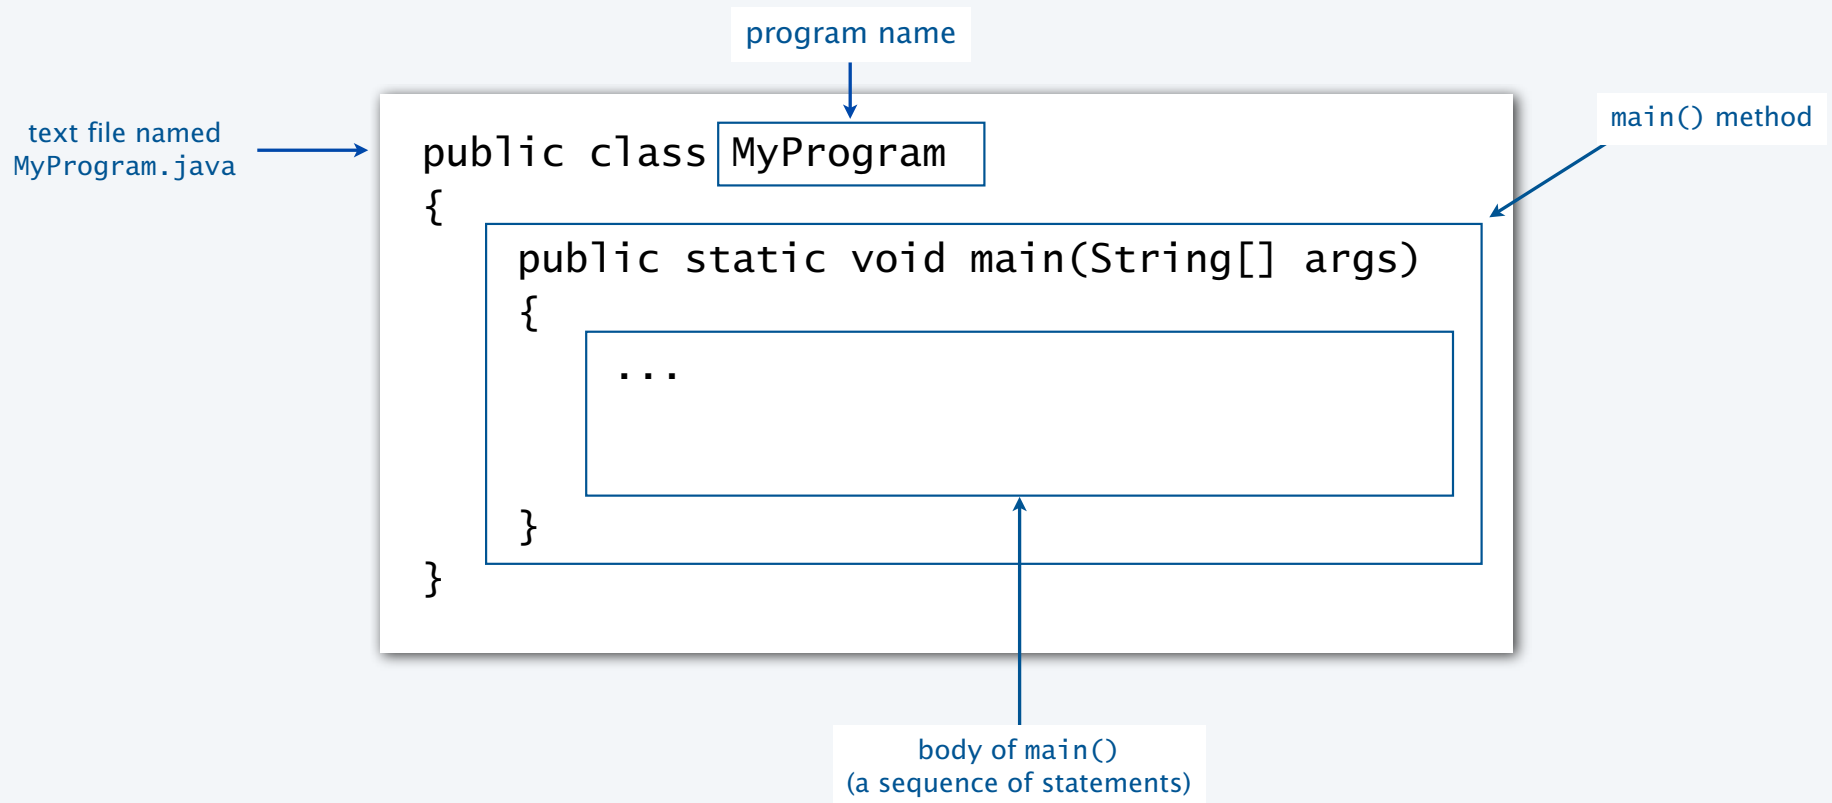 program name
text file named
MyProgram.java
main() method
public class MyProgram
{
public static void main(String[] args)
{
...
}
}
body of main()
(a sequence of statements)